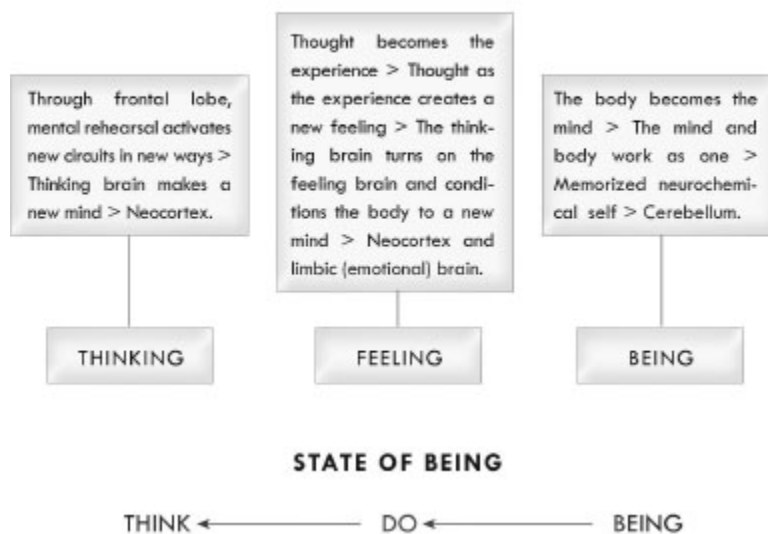 Through frontal lobe,
mental rehearsal activates
new circuits in new ways >
Thinking brain makes a
new mind > Neocortex.
Thought becomes the
experience > Thought as
the experience creates a
new feeling > The think-
ing brain turns on the
feeling brain and condi-
tions the body to a new
mind > Neocortex and
limbic (emotional) brain.
The body becomes the
mind > The mind and
body work as one >
Memorized neurochemi-
cal self > Cerebellum.
THINKING
FEELING
BEING
STATE OF BEING
THINK DO BEING